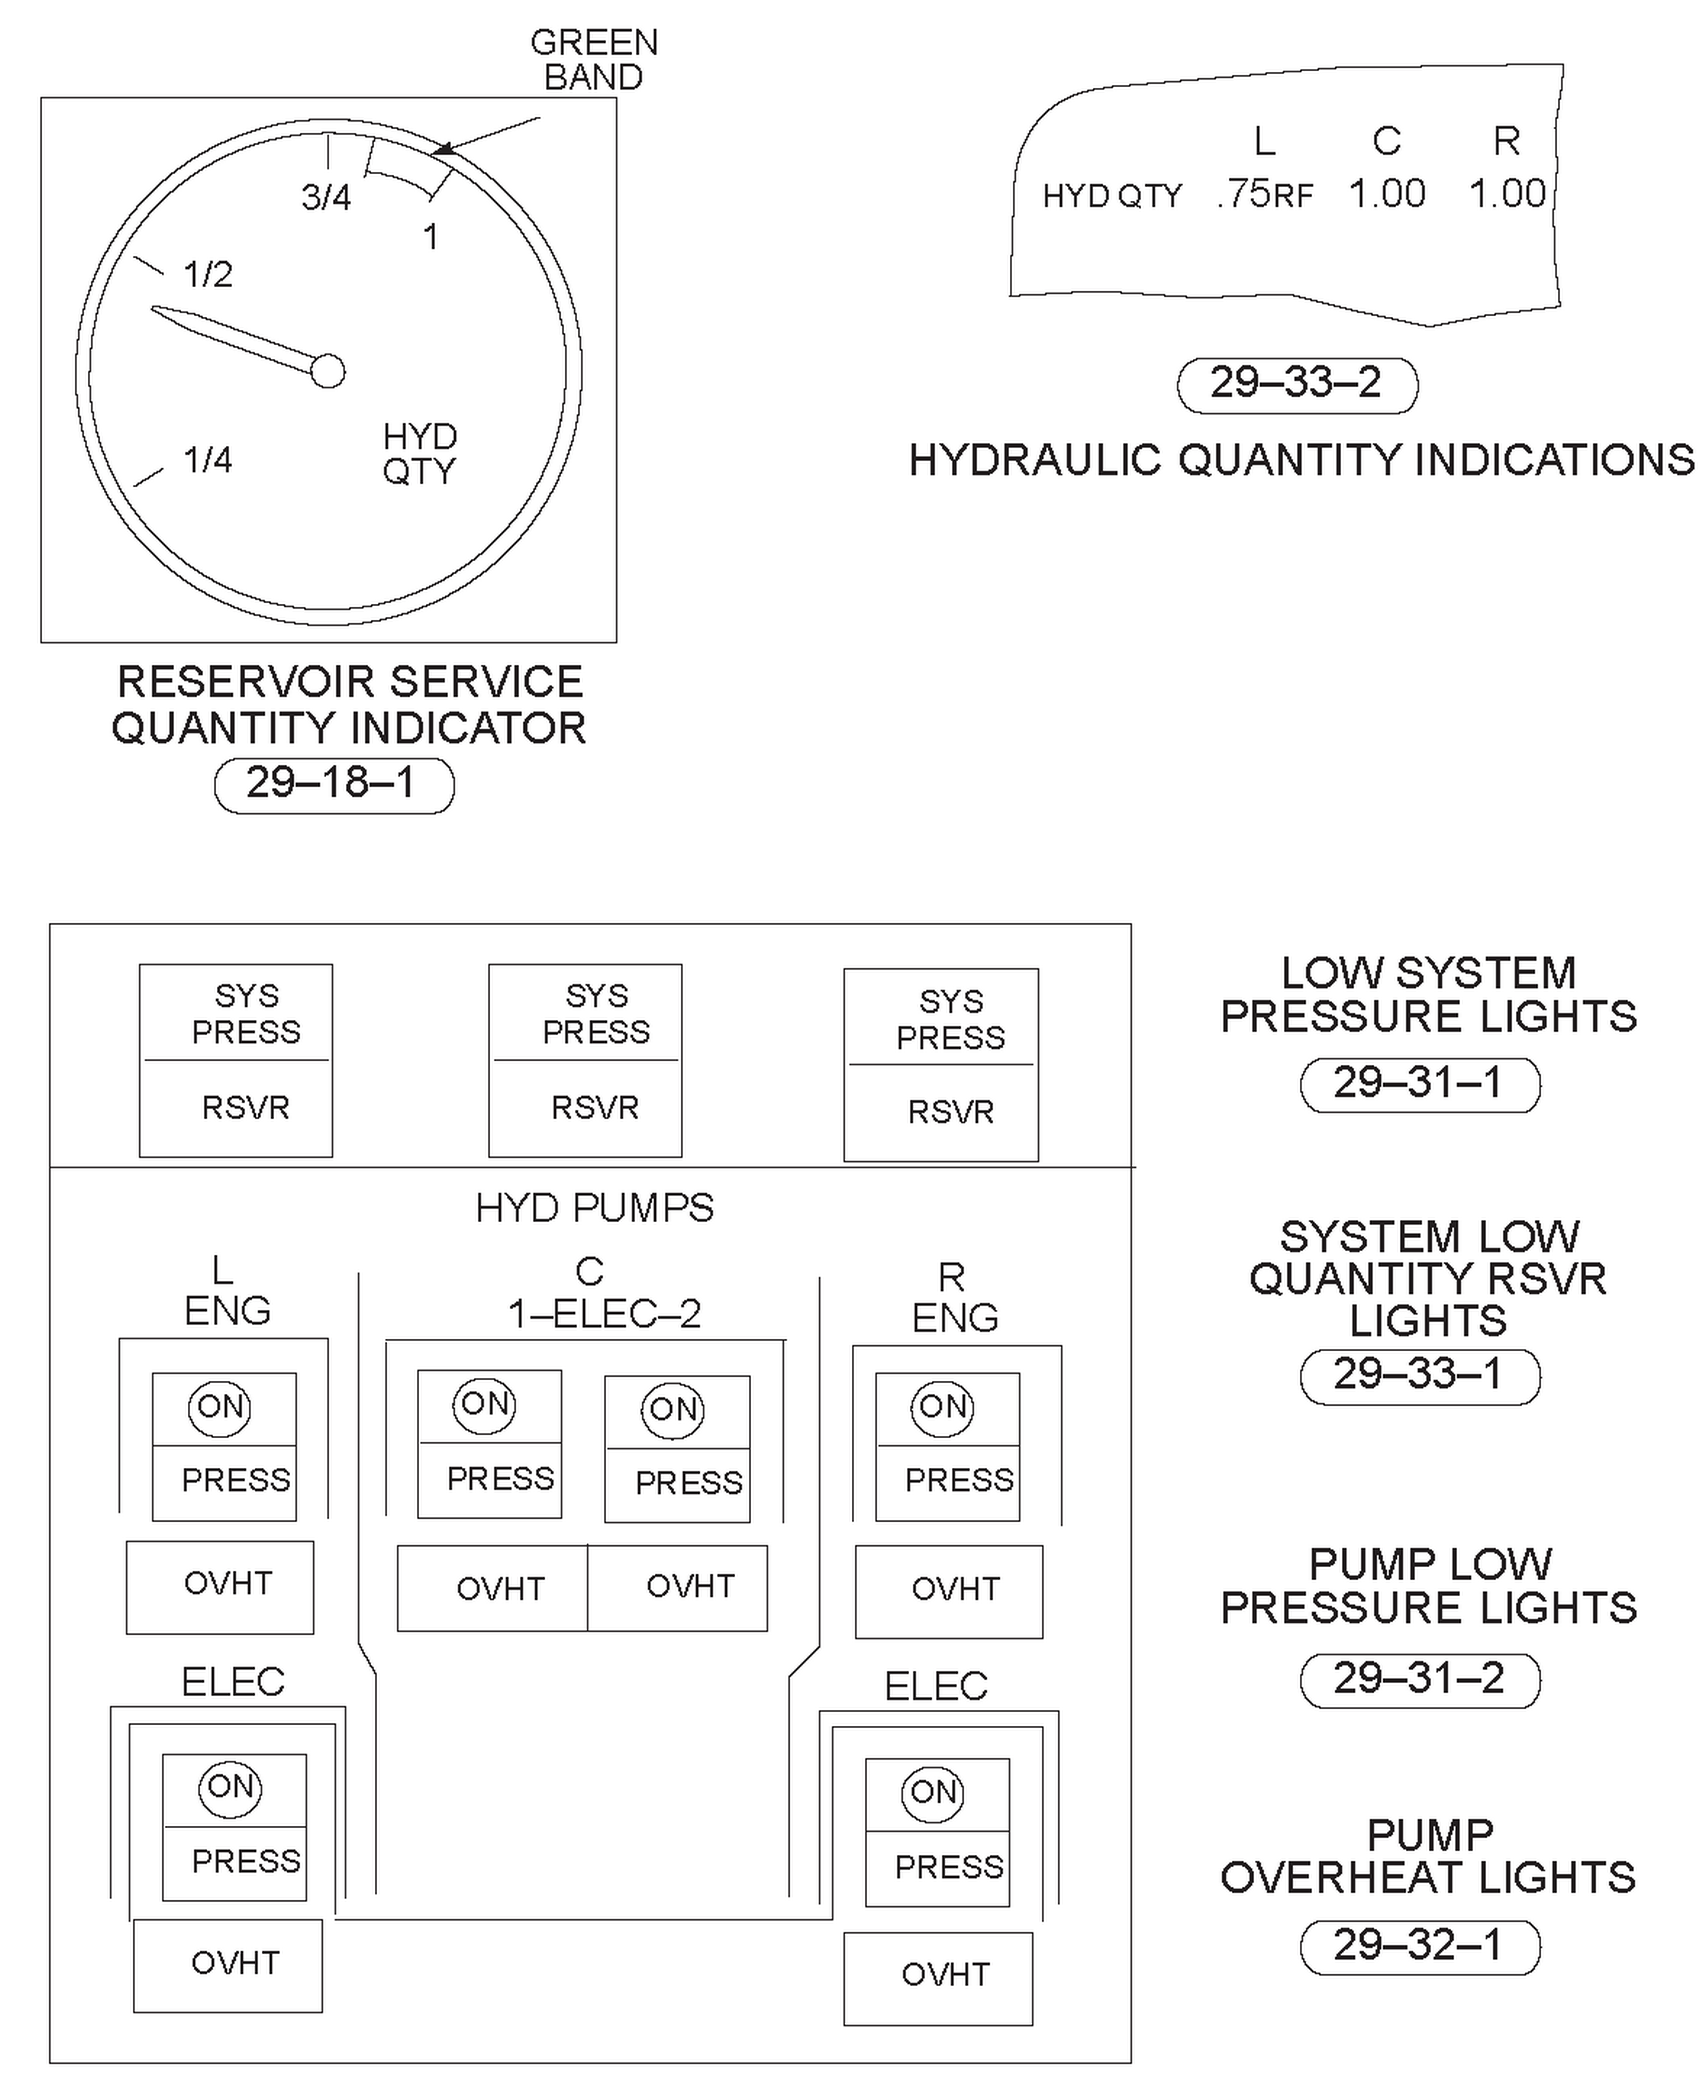 GREEN
BAND
3/4
1
1/2
1/4
HYD
QTY
RESERVOIR SERVICE
QUANTITY INDICATOR
29–18–1
L C R
HYD QTY .75RF 1.00 1.00
29–33–2
HYDRAULIC QUANTITY INDICATIONS
SYS
PRESS
RSVR
SYS
PRESS
RSVR
SYS
PRESS
RSVR
HYD PUMPS
L
ENG
ON
PRESS
OVHT
C
1–ELEC–2
ON
PRESS
ON
PRESS
OVHT
OVHT
R
ENG
ON
PRESS
OVHT
ELEC
ON
PRESS
OVHT
ELEC
ON
PRESS
OVHT
LOW SYSTEM
PRESSURE LIGHTS
29–31–1
SYSTEM LOW
QUANTITY RSVR
LIGHTS
29–33–1
PUMP LOW
PRESSURE LIGHTS
29–31–2
PUMP
OVERHEAT LIGHTS
29–32–1